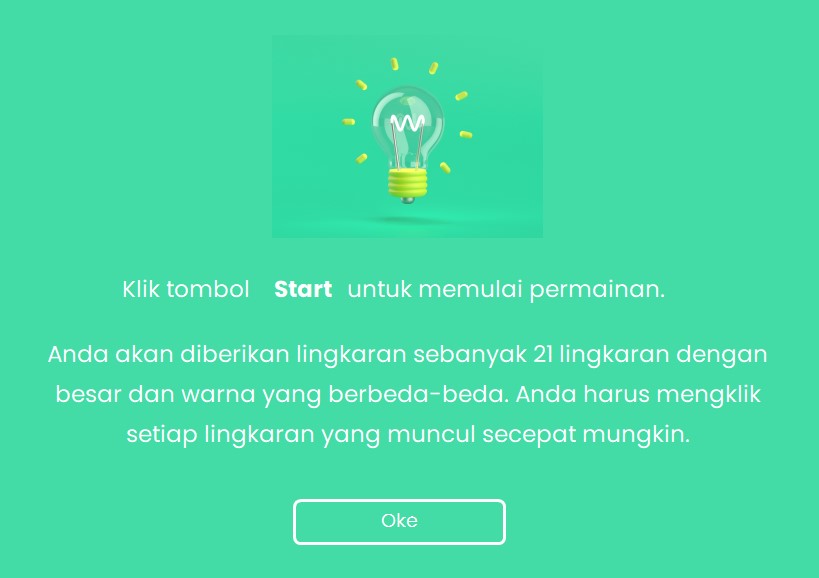 Klik tombol Start untuk memulai permainan.
Anda akan diberikan lingkaran sebanyak 21 lingkaran dengan
besar dan warna yang berbeda-beda. Anda harus mengklik
setiap lingkaran yang muncul secepat mungkin.
Oke